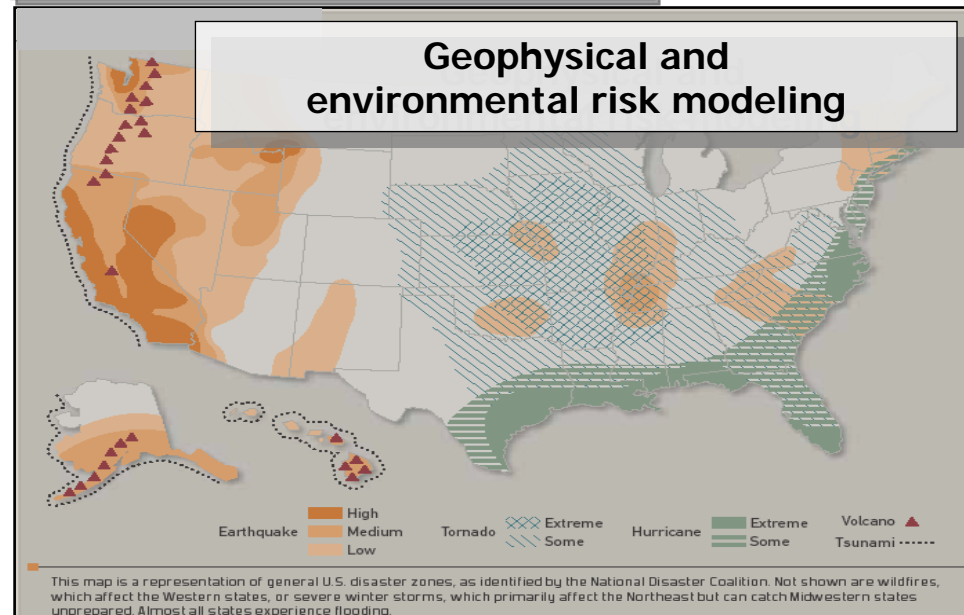 Geophysical and
environmental risk modeling
Earthquake
High
Medium
Low
Tornado
Extreme
Some
Hurricane
Extreme
Some
Volcano
Tsunami
This map is a representation of general U.S. disaster zones, as identified by the National Disaster Coalition. Not shown are wildfires,
which affect the Western states, or severe winter storms, which primarily affect the Northeast but can catch Midwestern states
unprepared. Almost all states experience flooding.